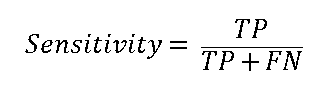 Sensitivity = TP / TP + FN